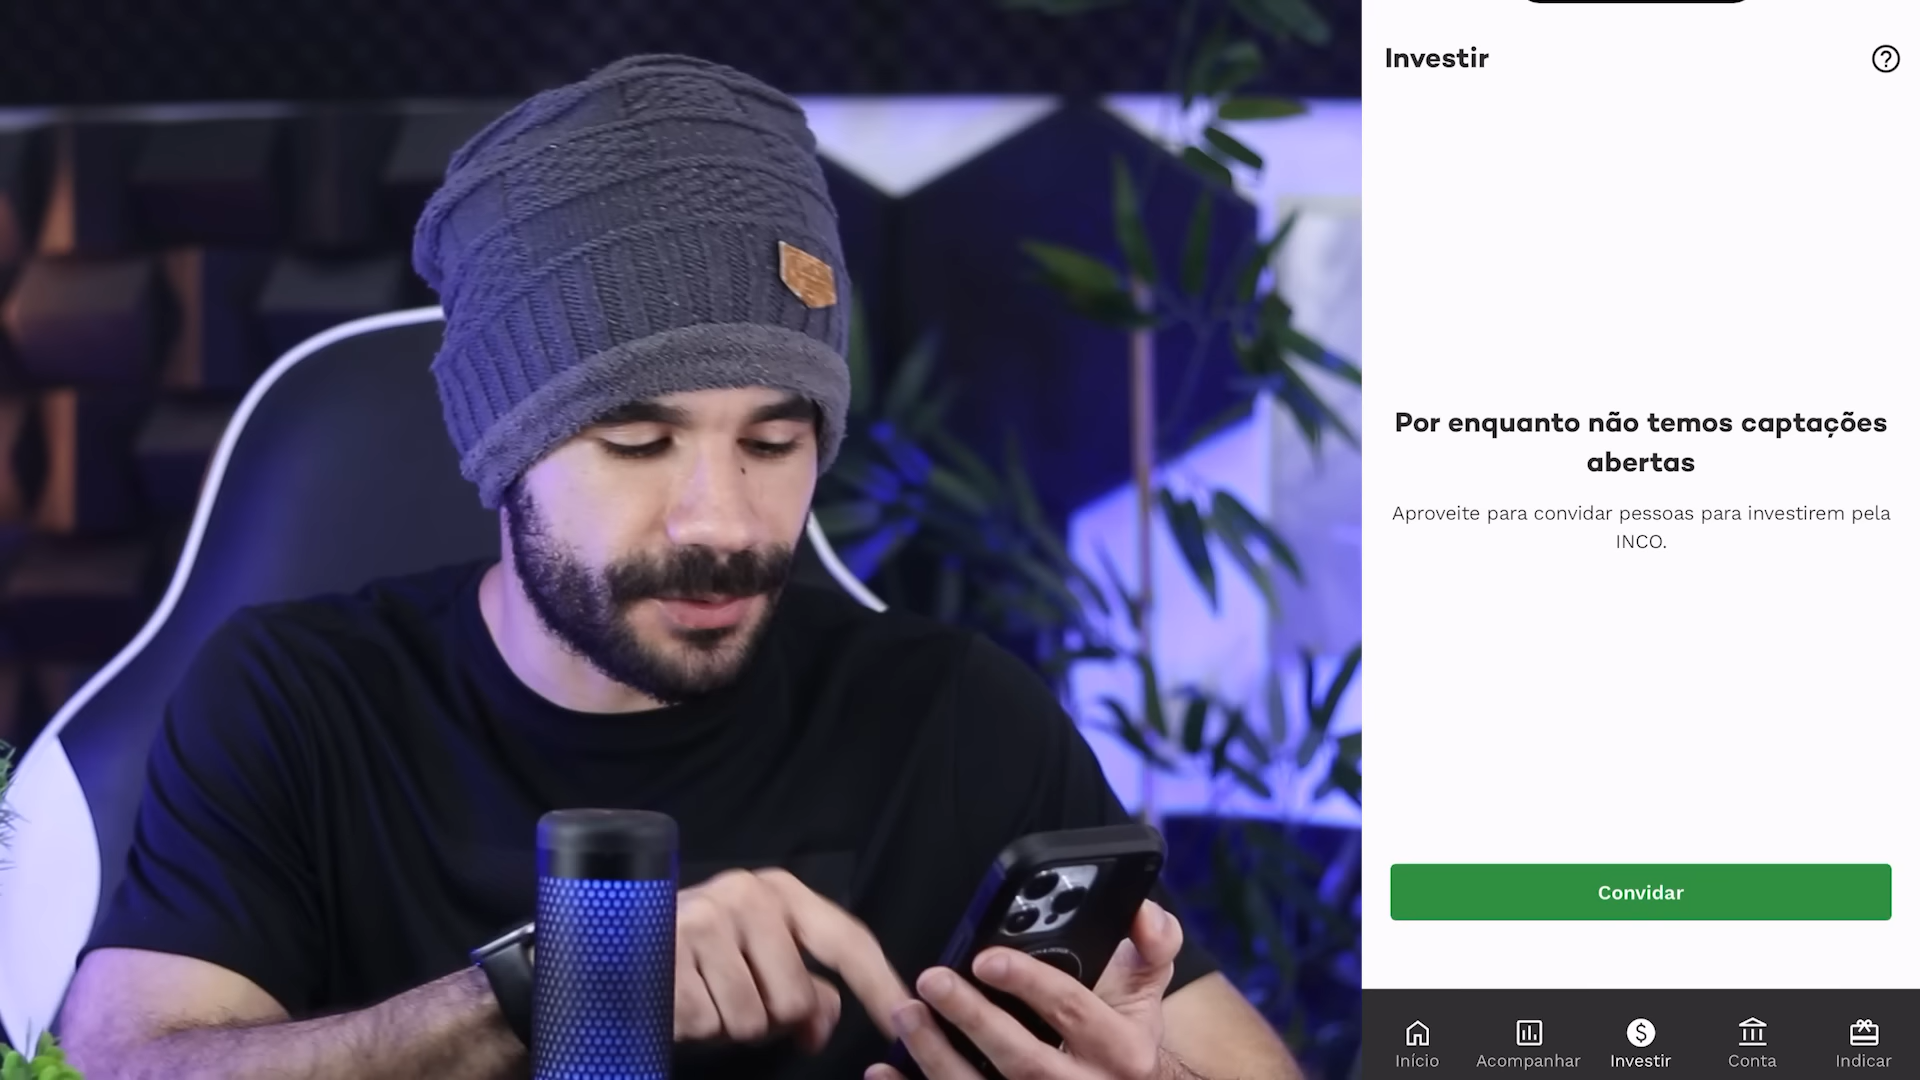 Investir
Por enquanto não temos captações
abertas
Aproveite para convidar pessoas para investirem pela
INCO.
Convidar
Início
Acompanhar
Investir
Conta
Indicar